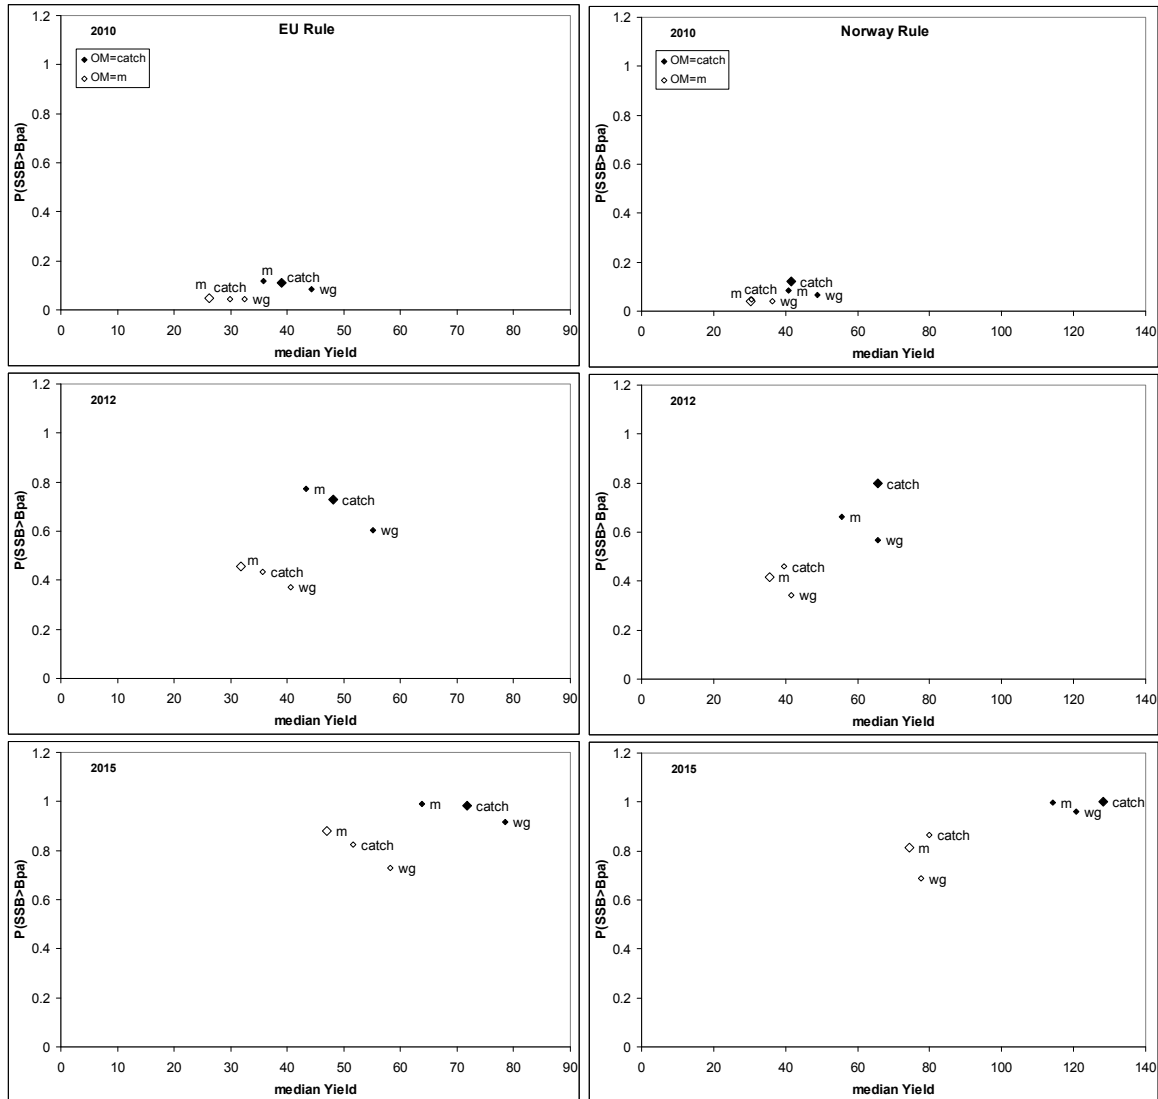 EU Rule
2010
OM=catch
OM=m
1.2
1
0.8
0.6
0.4
0.2
0
P(SSB>Bpa)
m
catch
wg
m
catch
wg
0 10 20 30 40 50 60 70 80 90
median Yield
Norway Rule
2010
OM=catch
OM=m
1.2
1
0.8
0.6
0.4
0.2
0
P(SSB>Bpa)
m
catch
wg
catch
m
wg
0 20 40 60 80 100 120 140
median Yield
2012
1.2
1
0.8
0.6
0.4
0.2
0
P(SSB>Bpa)
m
catch
wg
m
catch
wg
0 10 20 30 40 50 60 70 80 90
median Yield
2012
1.2
1
0.8
0.6
0.4
0.2
0
P(SSB>Bpa)
catch
m
wg
catch
m
wg
0 20 40 60 80 100 120 140
median Yield
2015
1.2
1
0.8
0.6
0.4
0.2
0
P(SSB>Bpa)
m
catch
wg
m
catch
wg
0 10 20 30 40 50 60 70 80 90
median Yield
2015
1.2
1
0.8
0.6
0.4
0.2
0
P(SSB>Bpa)
m
catch
wg
catch
m
wg
0 20 40 60 80 100 120 140
median Yield